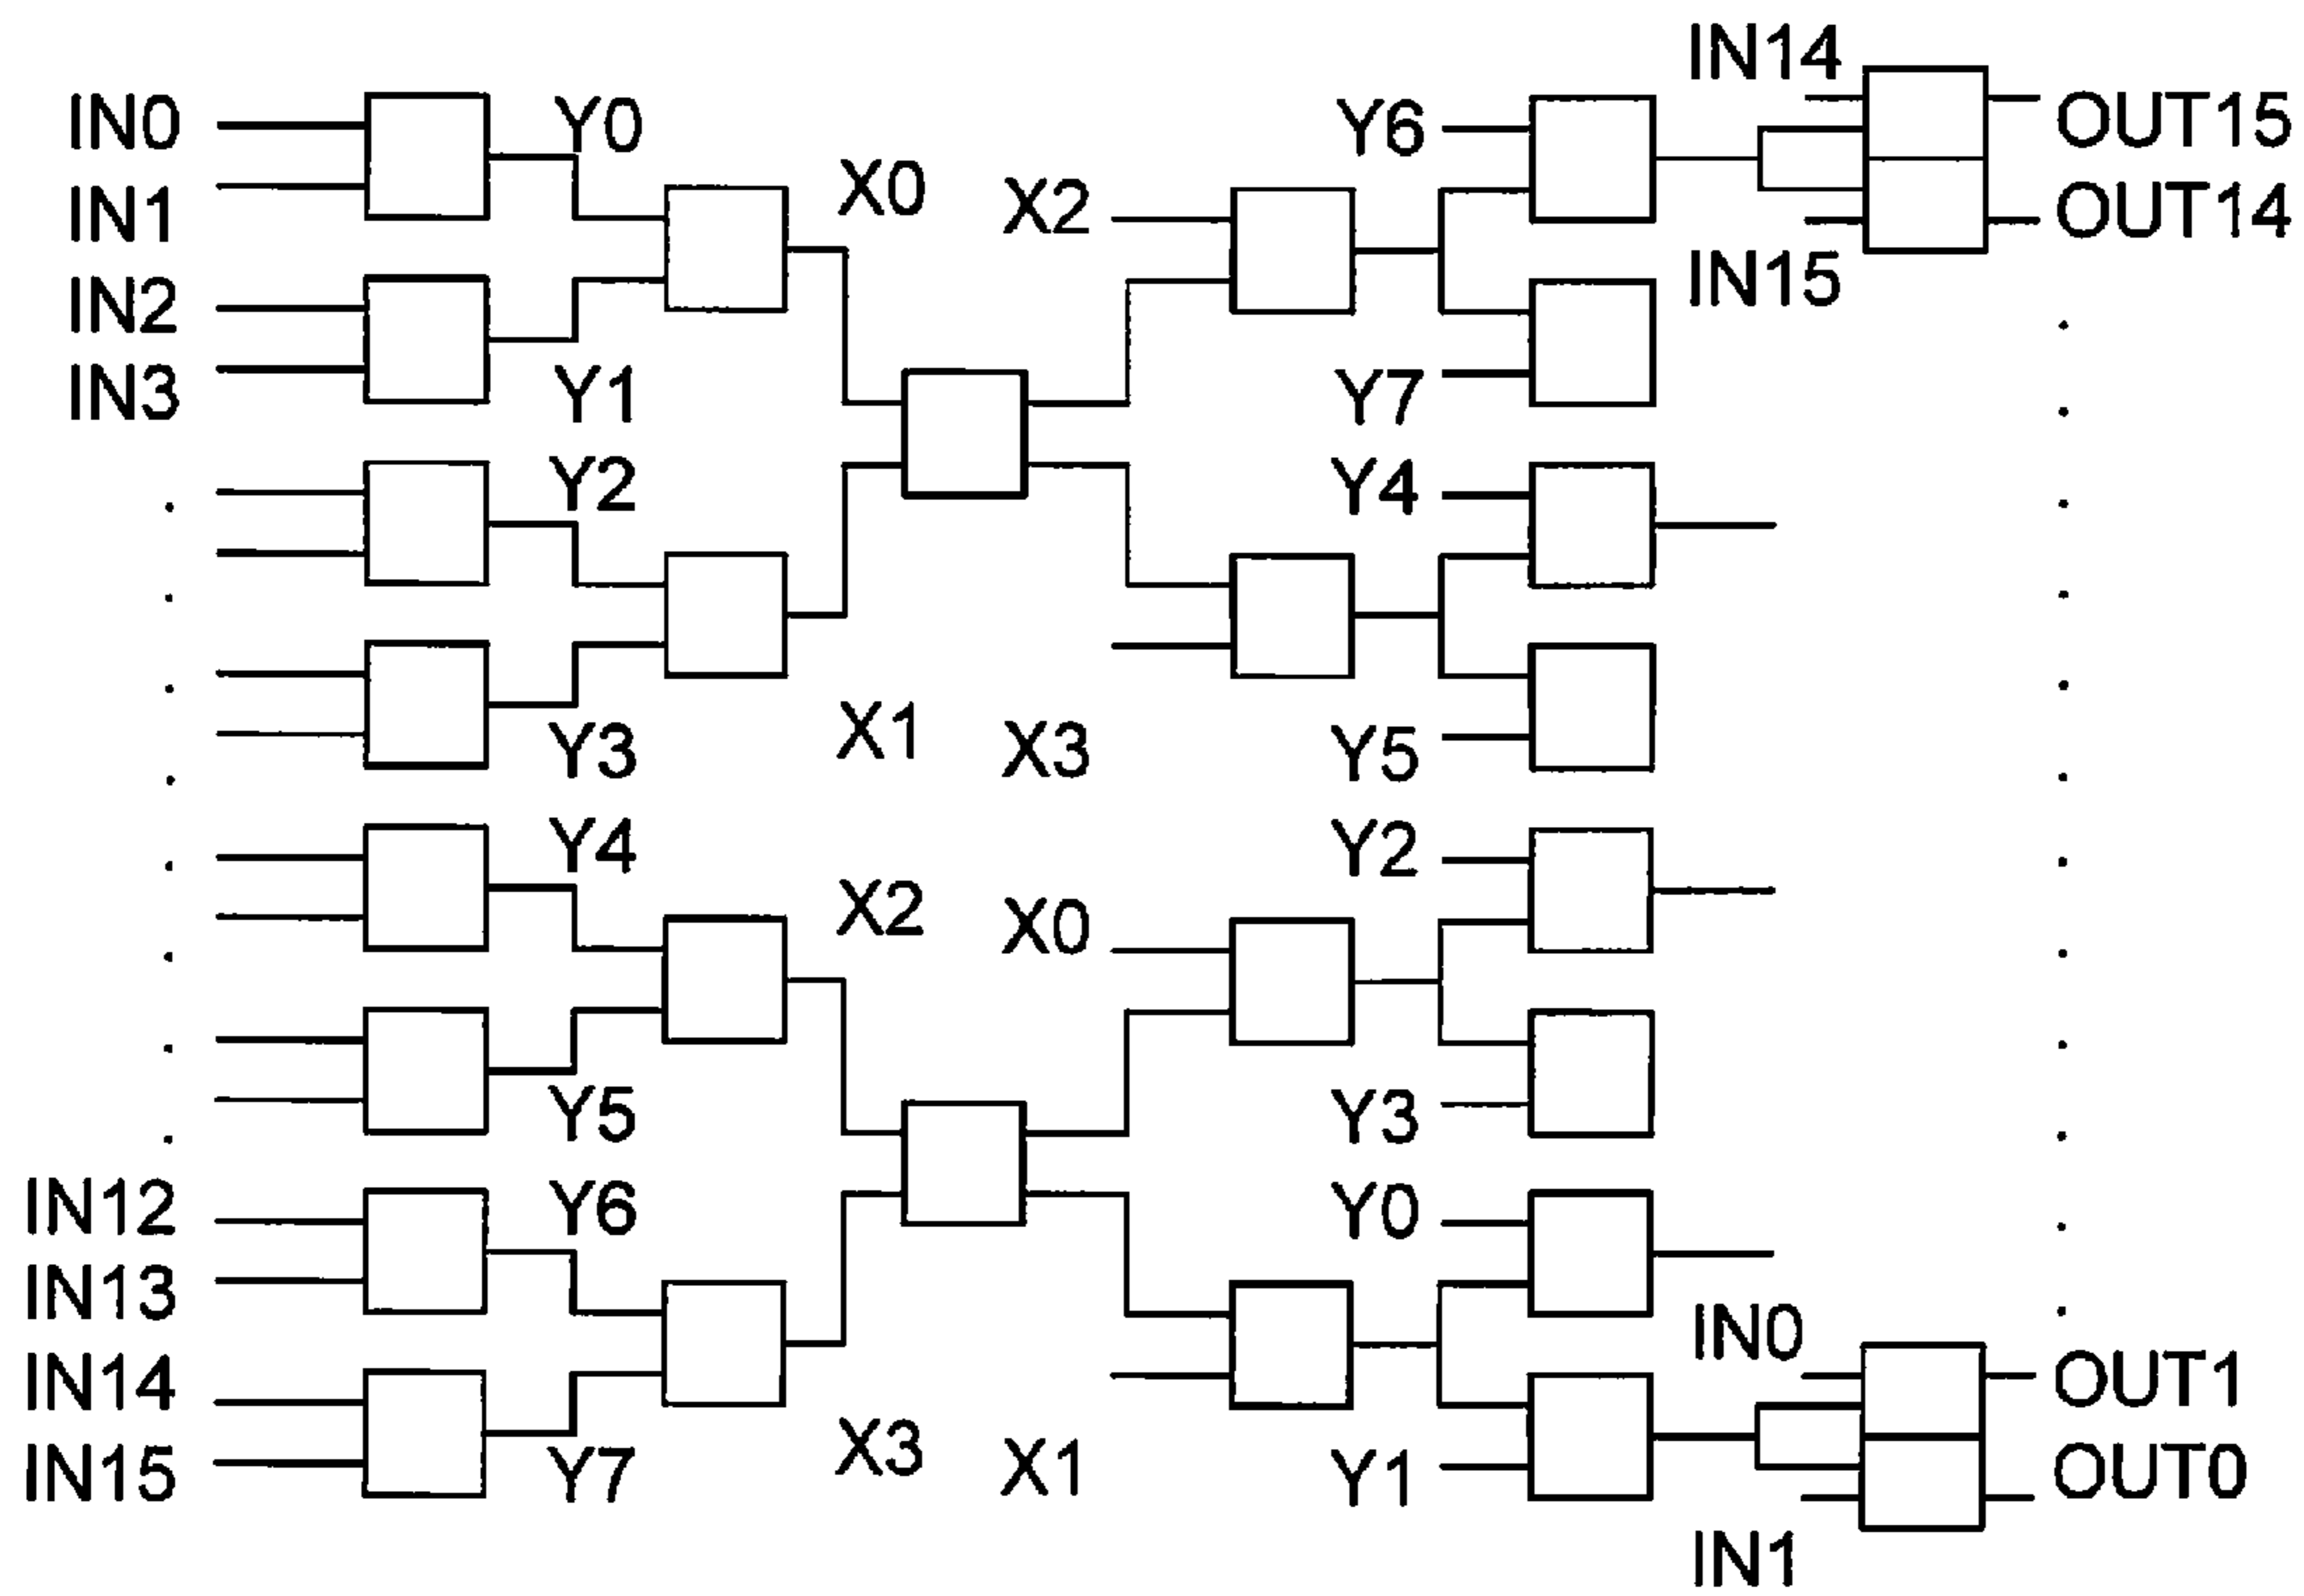 IN0
IN1
IN2
IN3
IN12
IN13
IN14
IN15
Y0
Y1
Y2
Y3
Y4
Y5
Y6
Y7
X0
X1
X2
X3
X2
X3
X0
X1
Y6
Y7
Y4
Y5
Y2
Y3
Y0
Y1
IN14
IN15
IN0
IN1
OUT15
OUT14
OUT1
OUT0